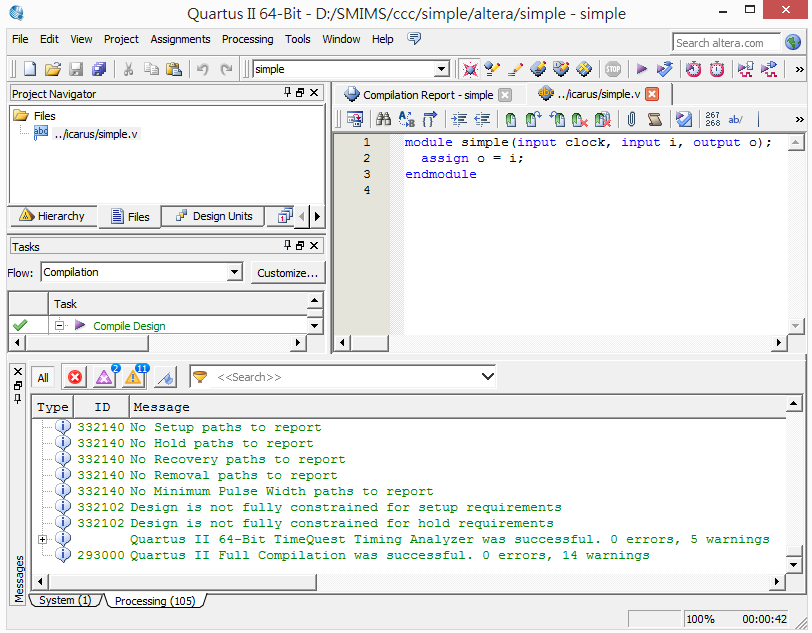 Quartus II 64-Bit - D:/SMIMS/ccc/simple/altera/simple - simple
File Edit View Project Assignments Processing Tools Window Help
Search altera.com
simple
STOP
Project Navigator
Files
abc ../icarus/simple.v
Hierarchy Files Design Units
Tasks
Flow: Compilation Customize...
Task
Compile Design
Compilation Report - simple ../icarus/simple.v
267
268 ab/
1 module simple(input clock, input i, output o);
2 assign o = i;
3 endmodule
4
All 2 11 <<Search>>
Type ID Message
332140 No Setup paths to report
332140 No Hold paths to report
332140 No Recovery paths to report
332140 No Removal paths to report
332140 No Minimum Pulse Width paths to report
332102 Design is not fully constrained for setup requirements
332102 Design is not fully constrained for hold requirements
Quartus II 64-Bit TimeQuest Timing Analyzer was successful. 0 errors, 5 warnings
293000 Quartus II Full Compilation was successful. 0 errors, 14 warnings
Messages
System (1) Processing (105)
100% 00:00:42